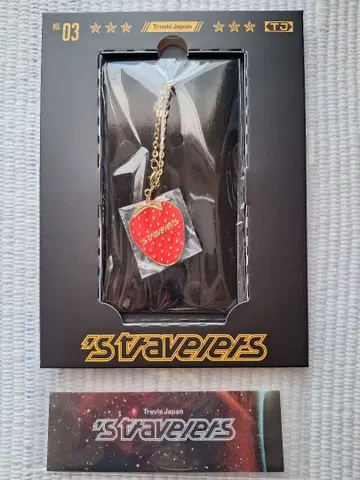 NO. 03 ★★★ Travis Japan ★★★ TJ
'S travelers
'S travelers
Travis Japan
'S travelers